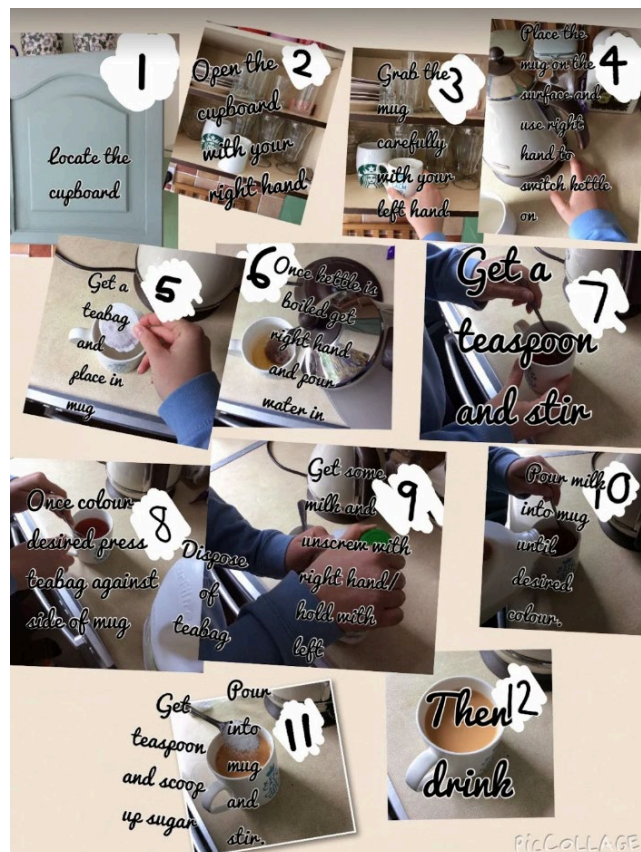 1
Locate the
cupboard
2
Open the
cupboard
with your
right hand
3
Grab the
mug
carefully
with your
left hand
4
Place the
mug on the
surface and
use right
hand to
switch kettle
on
5
Get a
teabag
and
place in
mug
6
Once kettle is
boiled get
right hand
and pour
water in
7
Get a
teaspoon
and stir
8
Once colour
desired press
teabag against
side of mug
Dispose
of
teabag
9
Get some
milk and
unscrew with
right hand/
hold with
left
10
Pour milk
into mug
until
desired
colour.
11
Get
teaspoon
and scoop
up sugar
Pour
into
mug
and
stir.
12
Then
drink
PicCollage